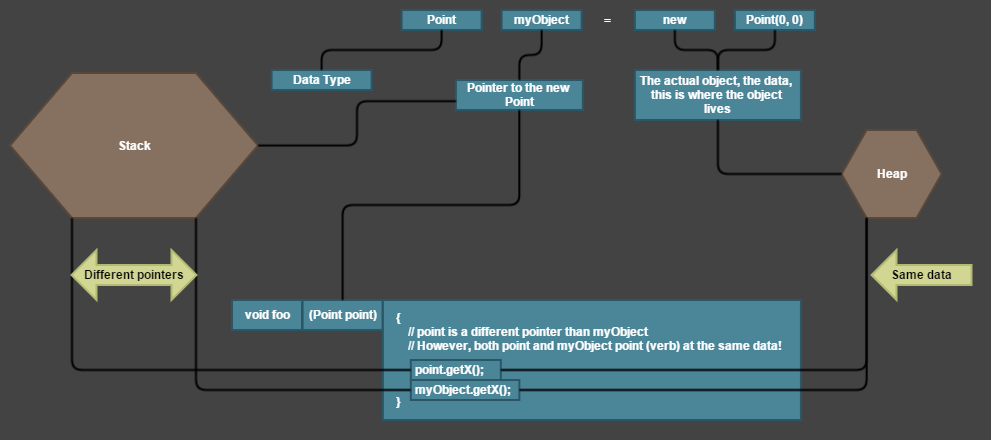 Point myObject = new Point(0, 0)
Data Type
Pointer to the new
Point
The actual object, the data,
this is where the object
lives
Stack
Heap
Different pointers
Same data
void foo (Point point) {
// point is a different pointer than myObject
// However, both point and myObject point (verb) at the same data!
point.getX();
myObject.getX();
}